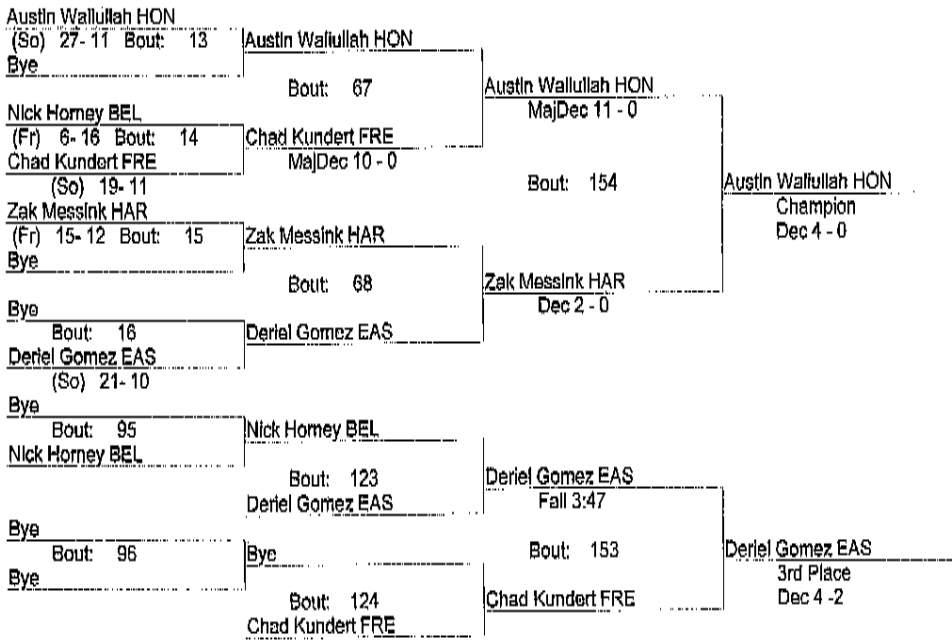 Austin Waliullah HON
(So) 27-11 Bout: 13
Bye
Austin Waliullah HON
Bout: 67
Austin Waliullah HON
MajDec 11 - 0
Nick Horney BEL
(Fr) 6-16 Bout: 14
Chad Kundert FRE
Chad Kundert FRE
MajDec 10 - 0
(So) 19-11
Bout: 154
Austin Waliullah HON
Champion
Dec 4 - 0
Zak Messink HAR
(Fr) 15-12 Bout: 15
Bye
Zak Messink HAR
Bout: 68
Zak Messink HAR
Dec 2 - 0
Bye
Bout: 16
Deriel Gomez EAS
Deriel Gomez EAS
(So) 21-10
Bye
Bout: 95
Nick Horney BEL
Nick Horney BEL
Bout: 123
Deriel Gomez EAS
Deriel Gomez EAS
Fall 3:47
Bye
Bout: 96
Bye
Bye
Bout: 153
Deriel Gomez EAS
3rd Place
Dec 4 -2
Bout: 124
Chad Kundert FRE
Chad Kundert FRE